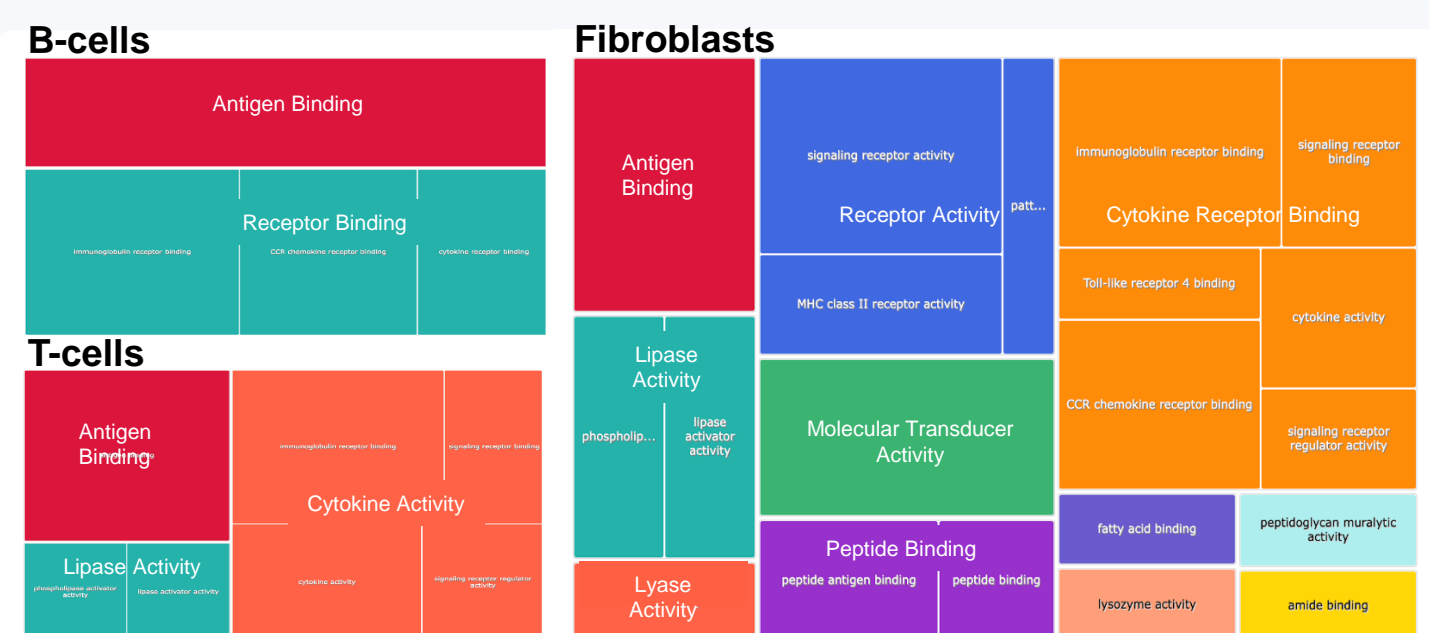 B-cells
Antigen Binding
Receptor Binding
immunoglobulin receptor binding
CCR chemokine receptor binding
cytokine receptor binding
T-cells
Antigen
Binding
Cytokine Activity
immunoglobulin receptor binding
signaling receptor binding
cytokine activity
signaling receptor regulator
activity
Lipase Activity
phospholipase activator
activity
lipase activator activity
Fibroblasts
Antigen
Binding
Lipase
Activity
phospholip...
lipase
activator
activity
Lyase
Activity
signaling receptor activity
Receptor Activity
patt...
MHC class II receptor activity
Molecular Transducer
Activity
Peptide Binding
peptide antigen binding
peptide binding
immunoglobulin receptor binding
signaling receptor
binding
Cytokine Receptor Binding
Toll-like receptor 4 binding
cytokine activity
CCR chemokine receptor binding
signaling receptor
regulator activity
fatty acid binding
peptidoglycan muralytic
activity
lysozyme activity
amide binding